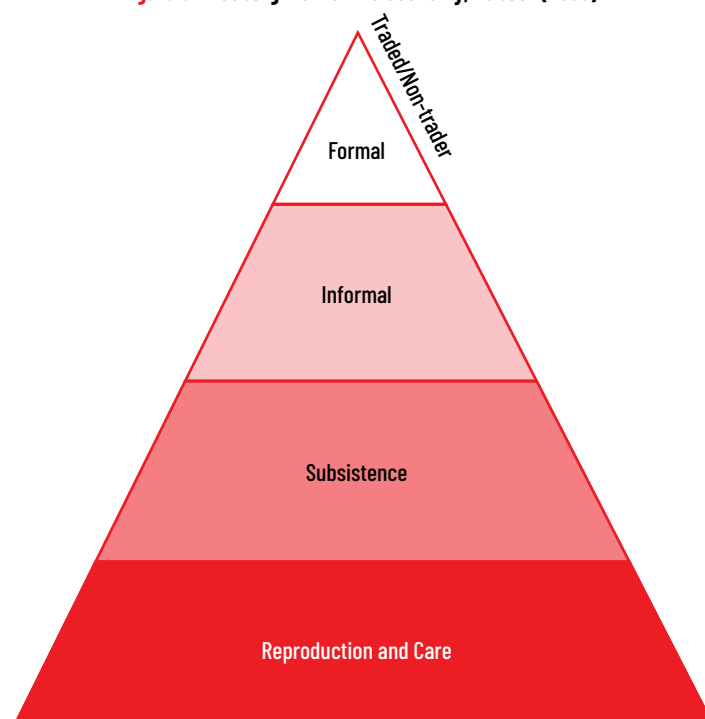 Traded/Non-trader
Formal
Informal
Subsistence
Reproduction and Care